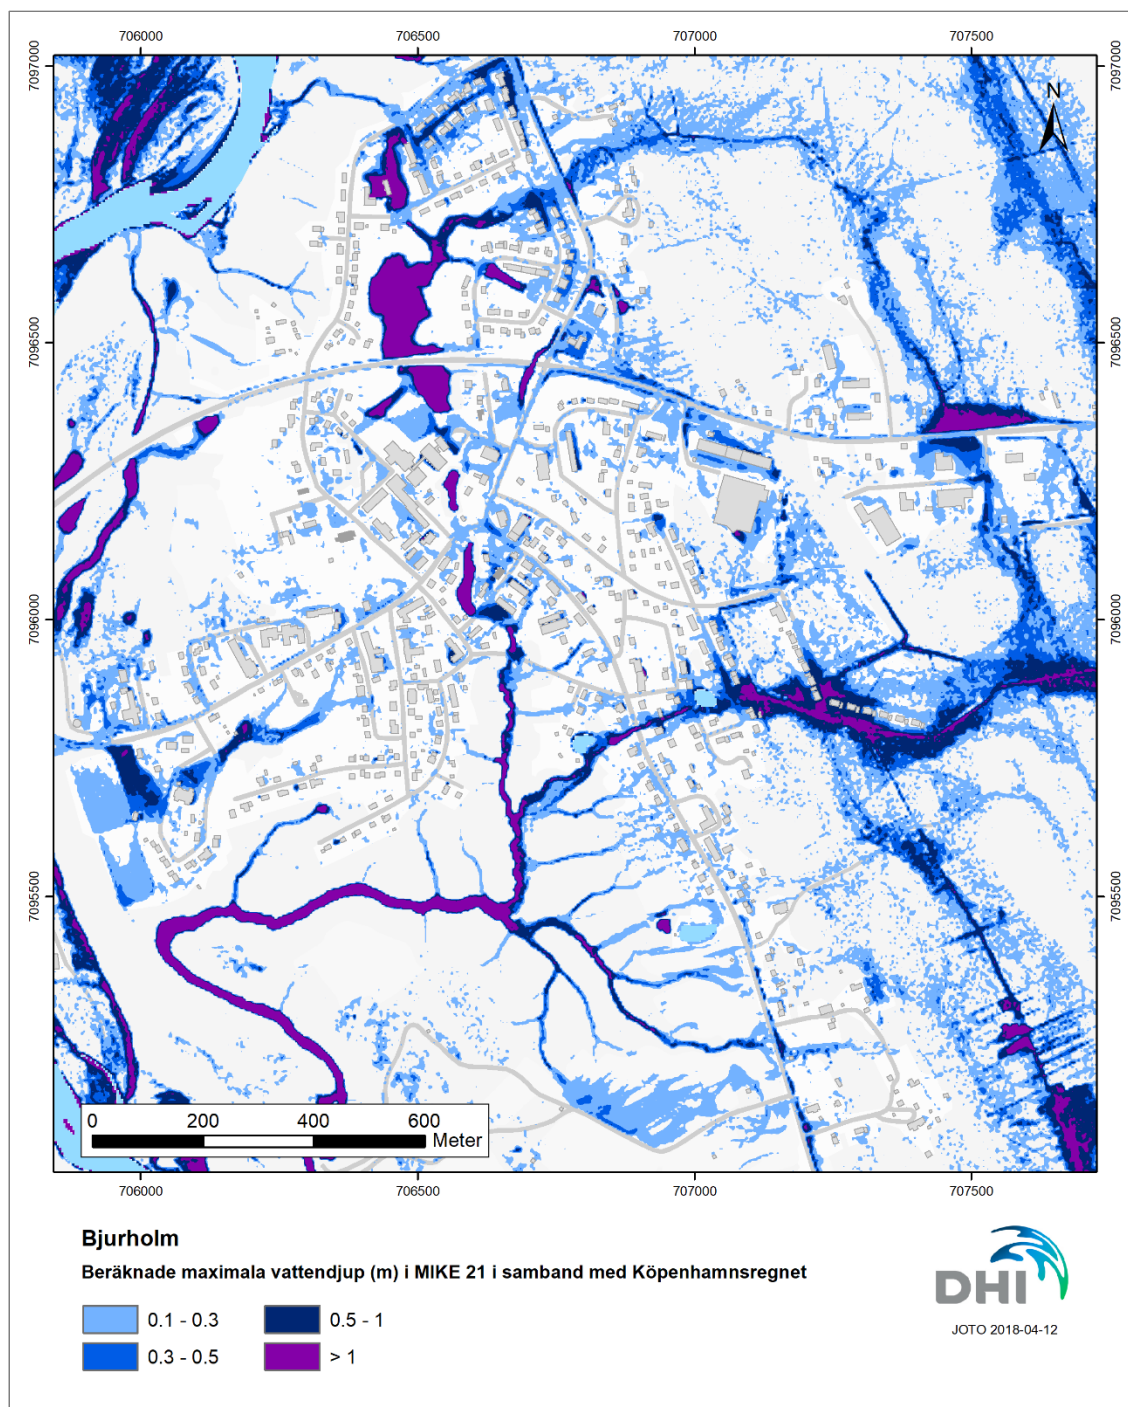 706000 706500 707000 707500
7097000 7097000
N
7096500 7096500
7096000 7096000
7095500 7095500
0 200 400 600
Meter
706000 706500 707000 707500
Bjurholm
Beräknade maximala vattendjup (m) i MIKE 21 i samband med Köpenhamnsregnet
0.1 - 0.3 0.5 - 1
0.3 - 0.5 > 1
DHI
JOTO 2018-04-12